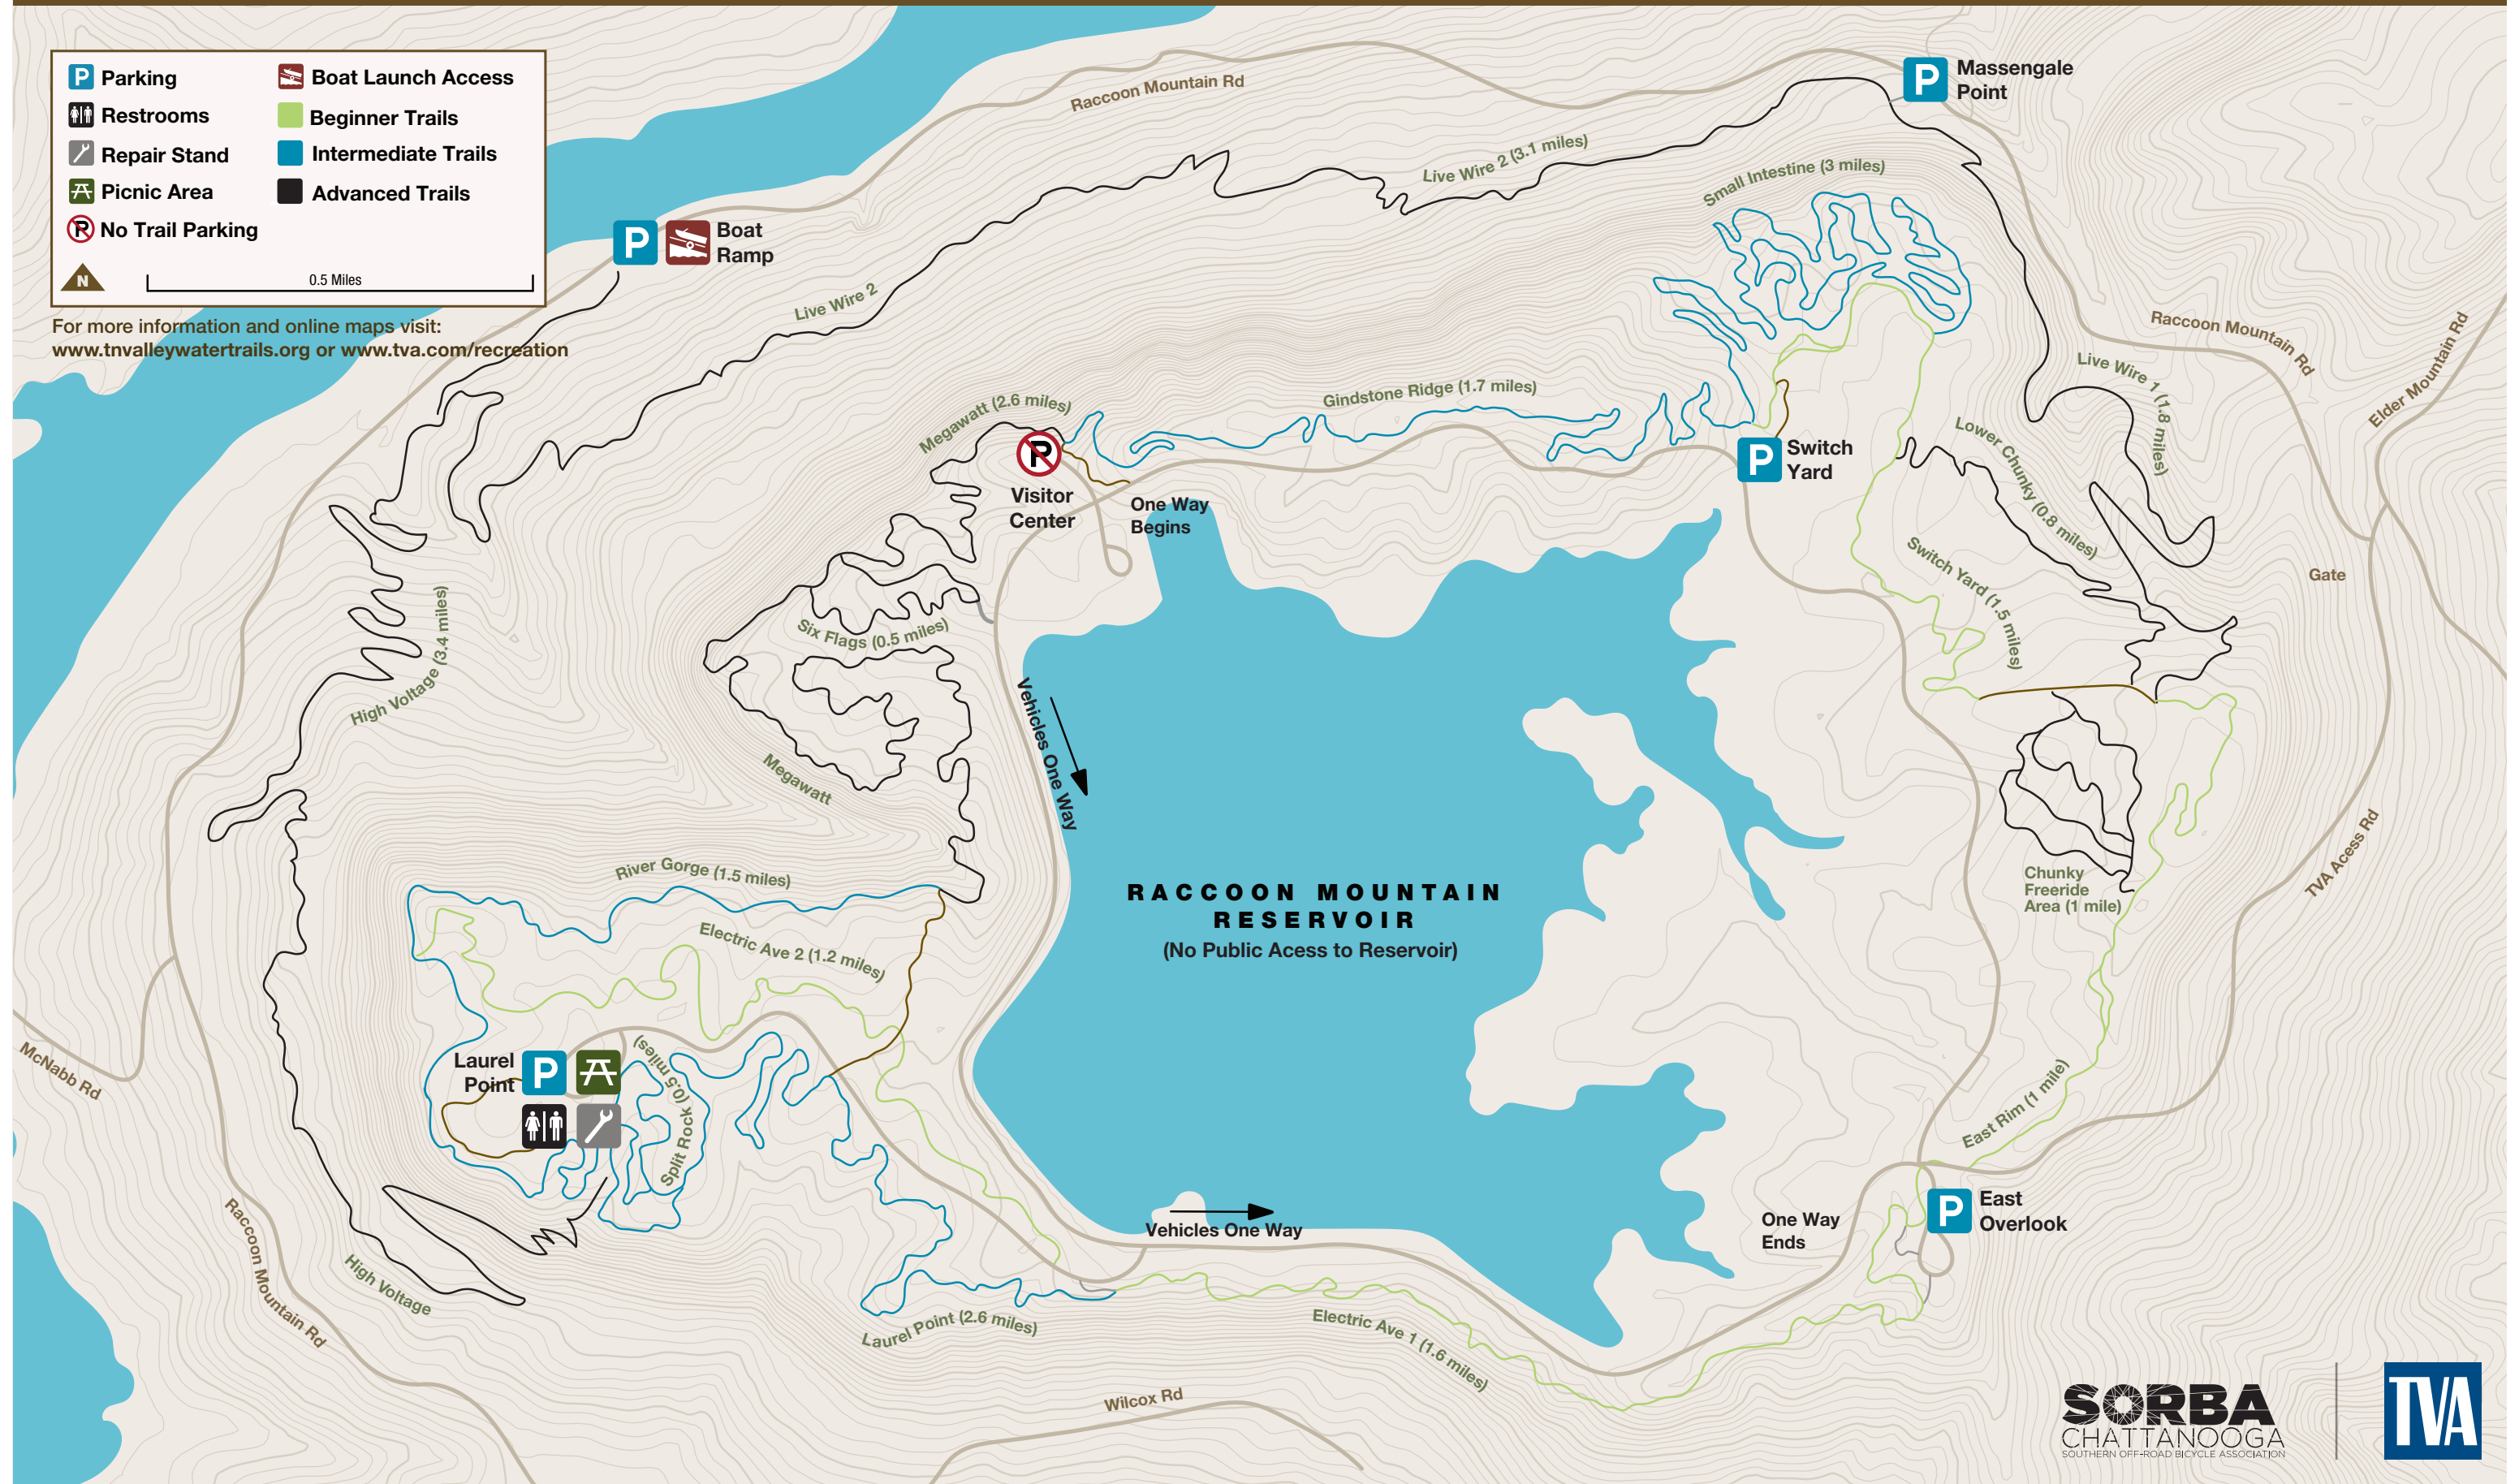 P Parking
Restrooms
Repair Stand
Picnic Area
P No Trail Parking
Boat Launch Access
Beginner Trails
Intermediate Trails
Advanced Trails
N
0.5 Miles
For more information and online maps visit:
www.tnvalleywatertrails.org or www.tva.com/recreation
Raccoon Mountain Rd
P
Massengale
Point
P
Boat
Ramp
Live Wire 2 (3.1 miles)
Small Intestine (3 miles)
Live Wire 2
Raccoon Mountain Rd
Elder Mountain Rd
Live Wire 1 (1.8 miles)
Megawatt (2.6 miles)
Gindstone Ridge (1.7 miles)
P
Visitor
Center
One Way
Begins
P
Switch
Yard
Lower Chunky (0.8 miles)
Switch Yard (1.5 miles)
Gate
High Voltage (3.4 miles)
Six Flags (0.5 miles)
Vehicles One Way
Megawatt
River Gorge (1.5 miles)
Electric Ave 2 (1.2 miles)
RACCOON MOUNTAIN
RESERVOIR
(No Public Acess to Reservoir)
Chunky
Freeride
Area (1 mile)
TVA Acess Rd
McNabb Rd
Laurel
Point
P
Split Rock (0.5 miles)
East Rim (1 mile)
P
East
Overlook
One Way
Ends
Vehicles One Way
Raccoon Mountain Rd
High Voltage
Laurel Point (2.6 miles)
Electric Ave 1 (1.6 miles)
Wilcox Rd
SORBA
CHATTANOOGA
SOUTHERN OFF-ROAD BICYCLE ASSOCIATION
TVA